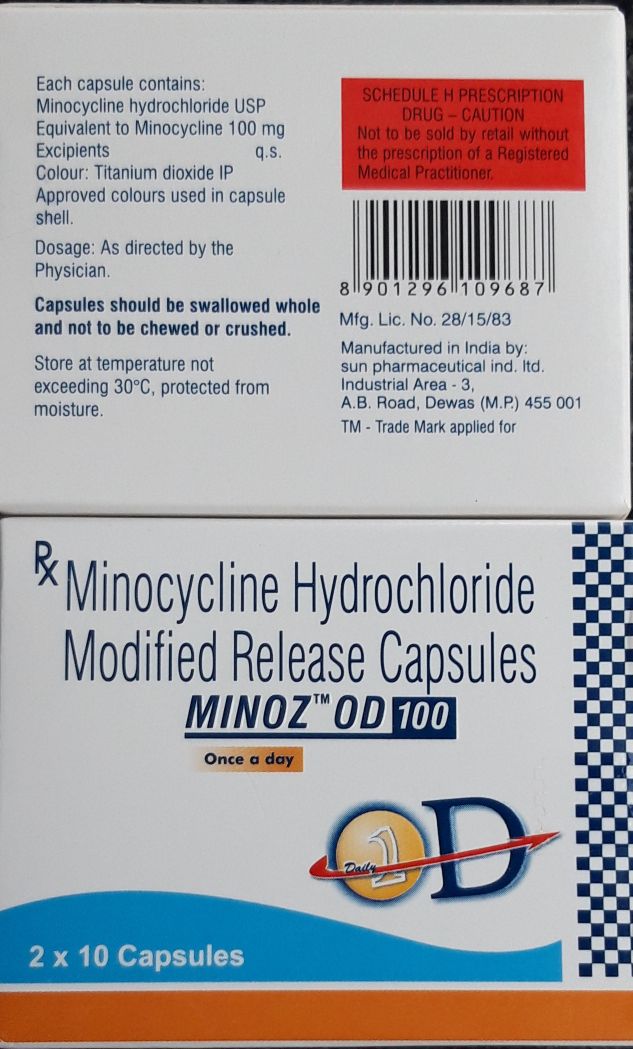 Each capsule contains:
Minocycline hydrochloride USP
Equivalent to Minocycline 100 mg
Excipients q.s.
Colour: Titanium dioxide IP
Approved colours used in capsule
shell.
Dosage: As directed by the
Physician.
Capsules should be swallowed whole
and not to be chewed or crushed.
Store at temperature not
exceeding 30°C, protected from
moisture.
SCHEDULE H PRESCRIPTION
DRUG – CAUTION
Not to be sold by retail without
the prescription of a Registered
Medical Practitioner.
8 901296 109687
Mfg. Lic. No. 28/15/83
Manufactured in India by:
sun pharmaceutical ind. ltd.
Industrial Area - 3,
A.B. Road, Dewas (M.P.) 455 001
TM - Trade Mark applied for
Rx Minocycline Hydrochloride
Modified Release Capsules
MINOZ™ OD 100
Once a day
1 OD
Daily
2 x 10 Capsules